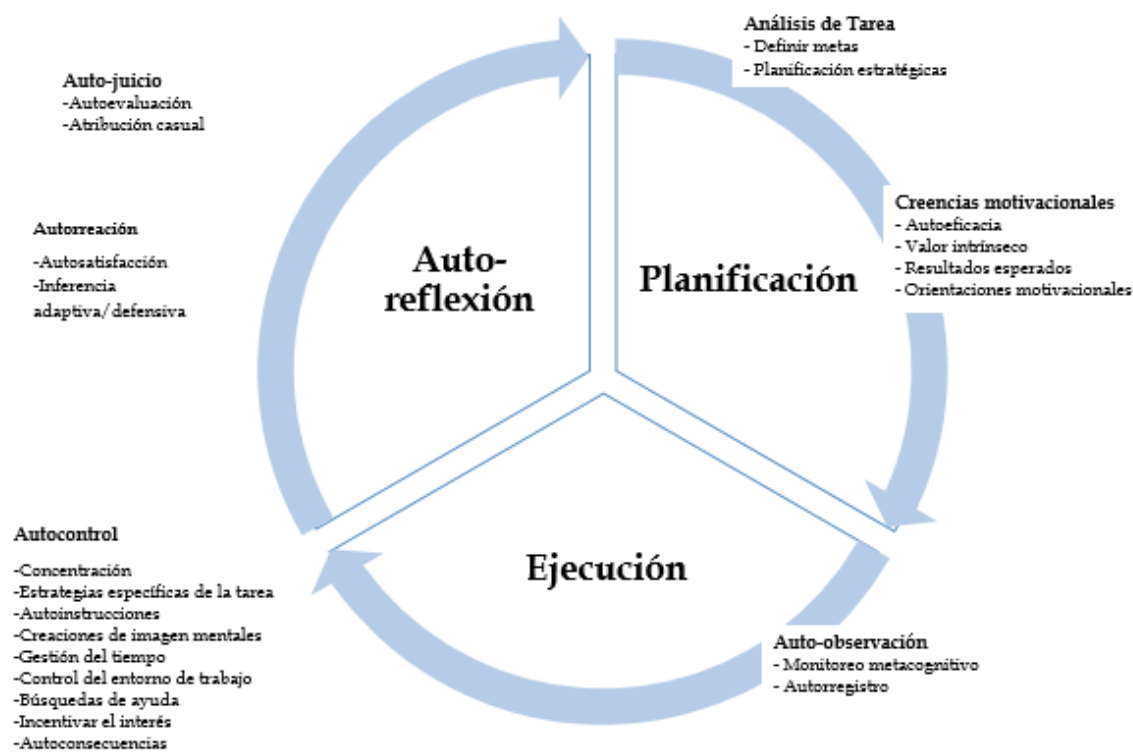 Análisis de Tarea
- Definir metas
- Planificación estratégicas
Creencias motivacionales
- Autoeficacia
- Valor intrínseco
- Resultados esperados
- Orientaciones motivacionales
Planificación
Auto-observación
- Monitoreo metacognitivo
- Autorregistro
Ejecución
Autocontrol
-Concentración
-Estrategias específicas de la tarea
-Autoinstrucciones
-Creaciones de imagen mentales
-Gestión del tiempo
-Control del entorno de trabajo
-Búsquedas de ayuda
-Incentivar el interés
-Autoconsecuencias
Auto-
reflexión
Auto-juicio
-Autoevaluación
-Atribución casual
Autorreación
-Autosatisfacción
-Inferencia
adaptiva/defensiva